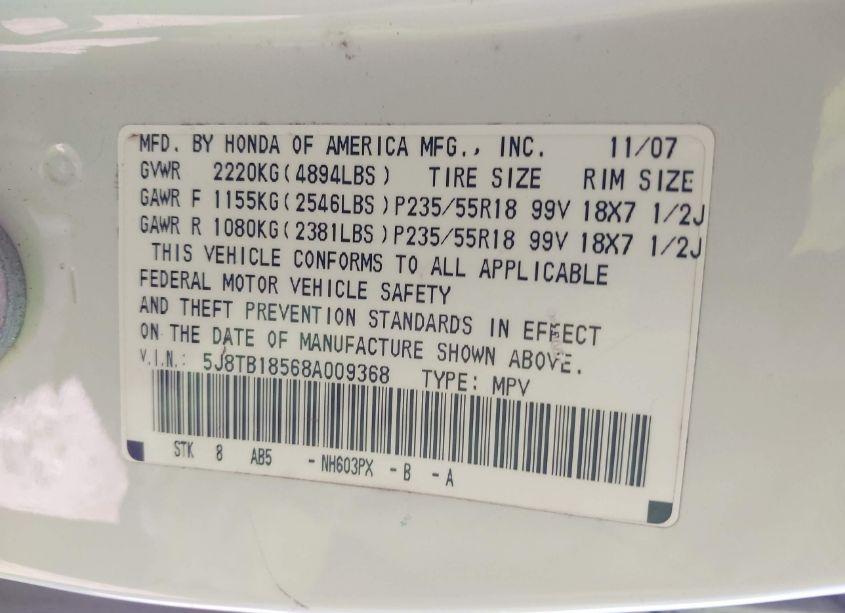 MFD. BY HONDA OF AMERICA MFG., INC. 11/07
GVWR 2220KG(4894LBS) TIRE SIZE RIM SIZE
GAWR F 1155KG(2546LBS)P235/55R18 99V 18X7 1/2J
GAWR R 1080KG(2381LBS)P235/55R18 99V 18X7 1/2J
THIS VEHICLE CONFORMS TO ALL APPLICABLE
FEDERAL MOTOR VEHICLE SAFETY
AND THEFT PREVENTION STANDARDS IN EFFECT
ON THE DATE OF MANUFACTURE SHOWN ABOVE.
V.I.N.: 5J8TB18568A009368 TYPE: MPV
STK 8 AB5 -NH603PX -B -A